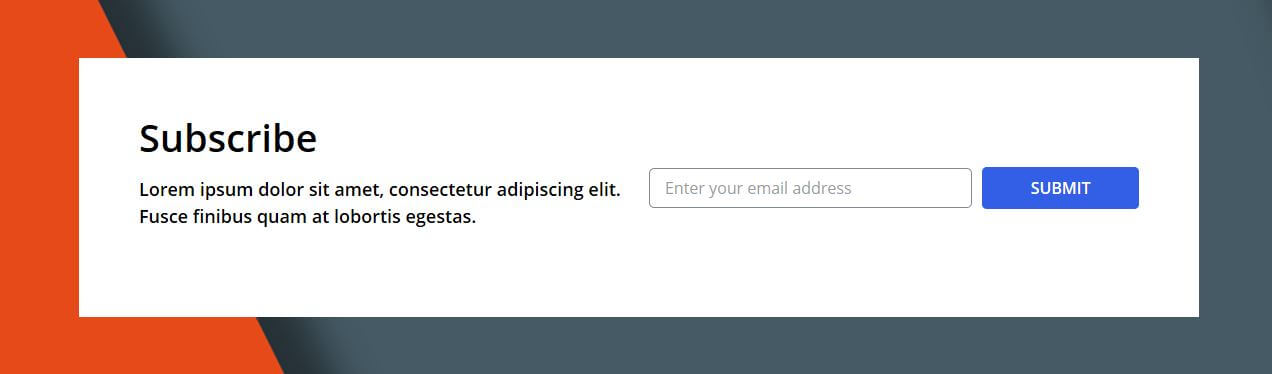 Subscribe
Lorem ipsum dolor sit amet, consectetur adipiscing elit.
Fusce finibus quam at lobortis egestas.
Enter your email address
SUBMIT